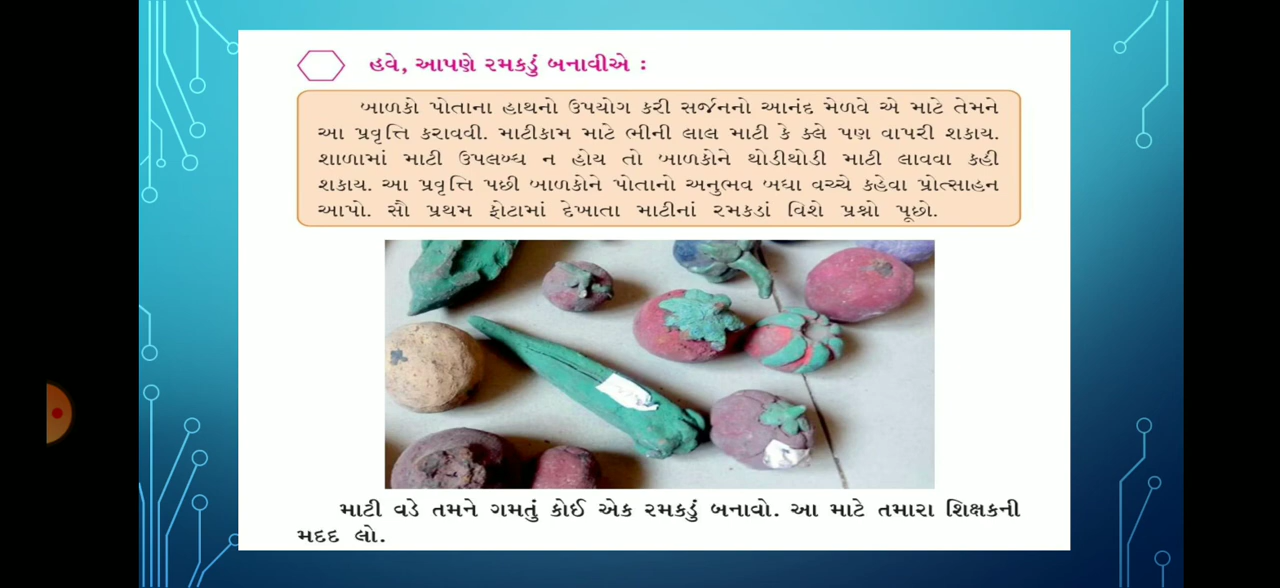 હવે, આપણે રમકડું બનાવીએ :
બાળકો પોતાના હાથનો ઉપયોગ કરી સર્જનનો આનંદ મેળવે એ માટે તેમને
આ પ્રવૃત્તિ કરાવવી. માટીકામ માટે ભીની લાલ માટી કે ક્લે પણ વાપરી શકાય.
શાળામાં માટી ઉપલબ્ધ ન હોય તો બાળકોને થોડીથોડી માટી લાવવા કહી
શકાય. આ પ્રવૃત્તિ પછી બાળકોને પોતાનો અનુભવ બધા વચ્ચે કહેવા પ્રોત્સાહન
આપો. સૌ પ્રથમ ફોટામાં દેખાતા માટીનાં રમકડાં વિશે પ્રશ્નો પૂછો.
માટી વડે તમને ગમતું કોઈ એક રમકડું બનાવો. આ માટે તમારા શિક્ષકની
મદદ લો.